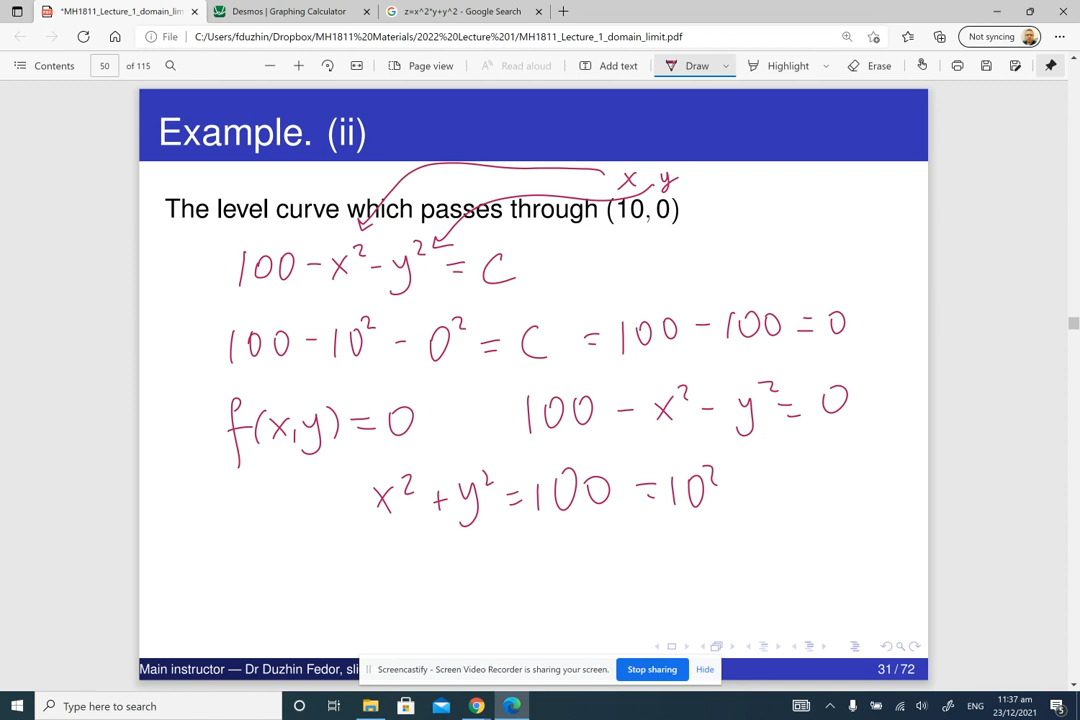 *MH1811_Lecture_1_domain_limit
Desmos | Graphing Calculator
z=x^2*y+y^2 - Google Search
File
C:/Users/fduzhin/Dropbox/MH1811%20Materials/2022%20Lecture%201/MH1811_Lecture_1_domain_limit.pdf
Not syncing
Contents
50 of 115
Page view
Read aloud
Add text
Draw
Highlight
Erase
Example. (ii)
x y
The level curve which passes through (10, 0)
100 - x² - y² = C
100 - 10² - 0² = C = 100 - 100 = 0
f(x,y) = 0 100 - x² - y² = 0
x² + y² = 100 = 10²
Main instructor — Dr Duzhin Fedor, sli
31 / 72
Screencastify - Screen Video Recorder is sharing your screen.
Stop sharing
Hide
Type here to search
ENG
11:37 am
23/12/2021
5